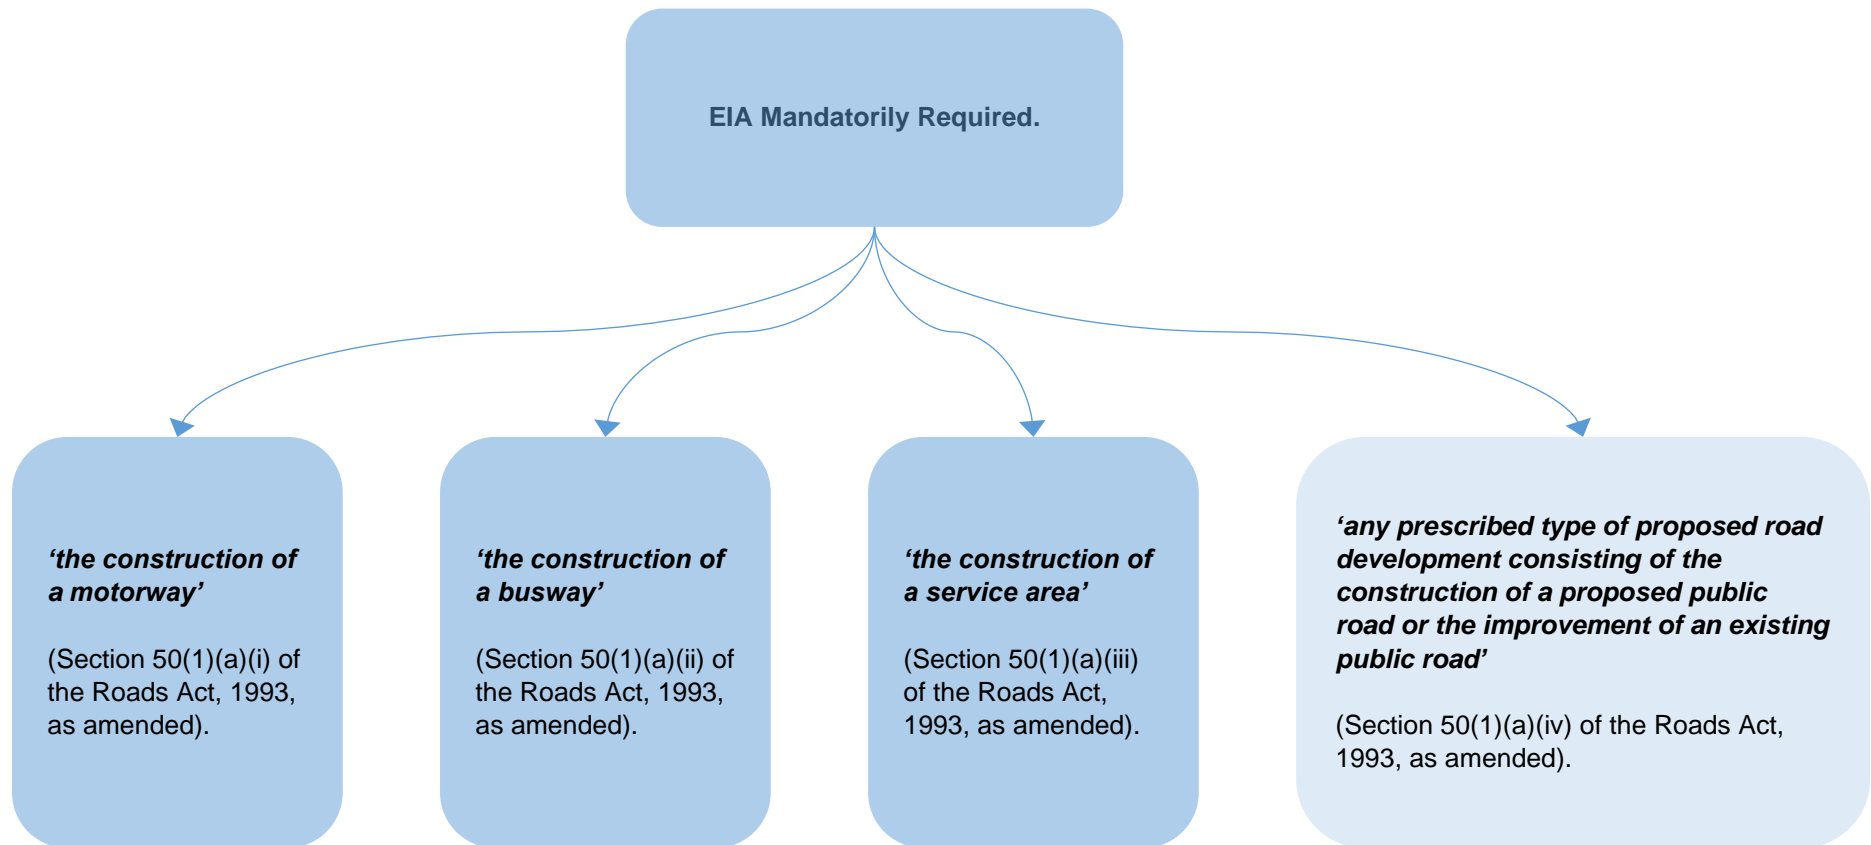 EIA Mandatorily Required.
‘the construction of
a motorway’
(Section 50(1)(a)(i) of
the Roads Act, 1993,
as amended).
‘the construction of
a busway’
(Section 50(1)(a)(ii) of
the Roads Act, 1993,
as amended).
‘the construction of
a service area’
(Section 50(1)(a)(iii)
of the Roads Act,
1993, as amended).
‘any prescribed type of proposed road
development consisting of the
construction of a proposed public
road or the improvement of an existing
public road’
(Section 50(1)(a)(iv) of the Roads Act,
1993, as amended).